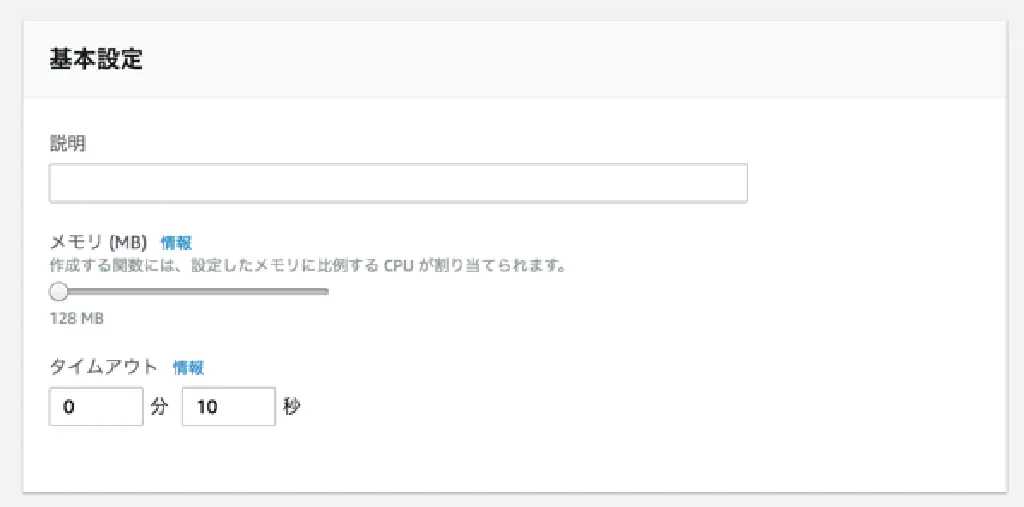 基本設定
説明
メモリ (MB) 情報
作成する関数には、設定したメモリに比例する CPU が割り当てられます。
128 MB
タイムアウト 情報
0 分 10 秒